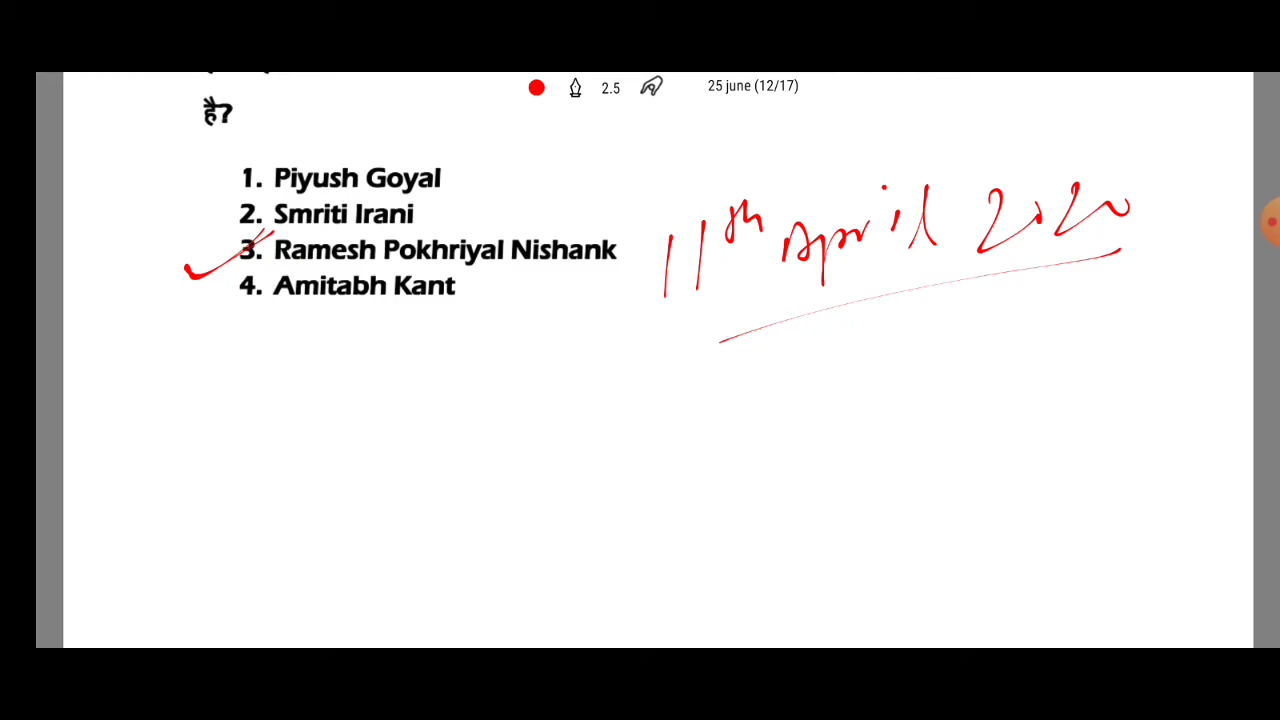 2.5 25 june (12/17)
है?
1. Piyush Goyal
2. Smriti Irani
3. Ramesh Pokhriyal Nishank
4. Amitabh Kant
11th April 2020